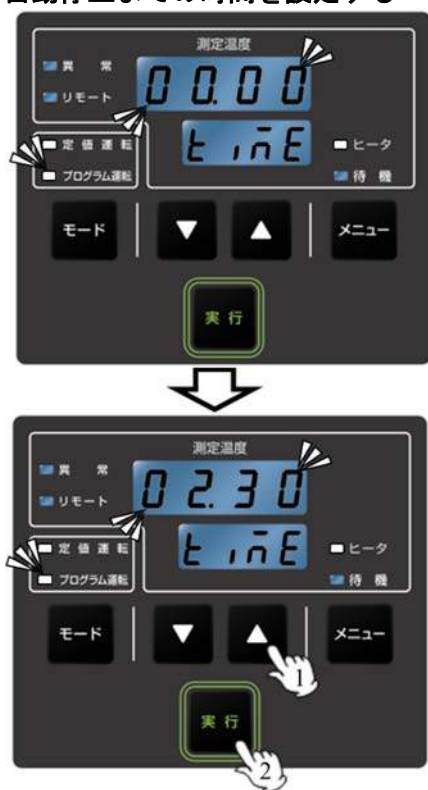 自動停止までの時間を設定する
測定温度
異常
リモート
00.00
定値運転
プログラム運転
timE
ヒータ
待機
モード
▼
▲
メニュー
実行
測定温度
異常
リモート
02.30
定値運転
プログラム運転
timE
ヒータ
待機
モード
▼
▲
メニュー
1
実行
2